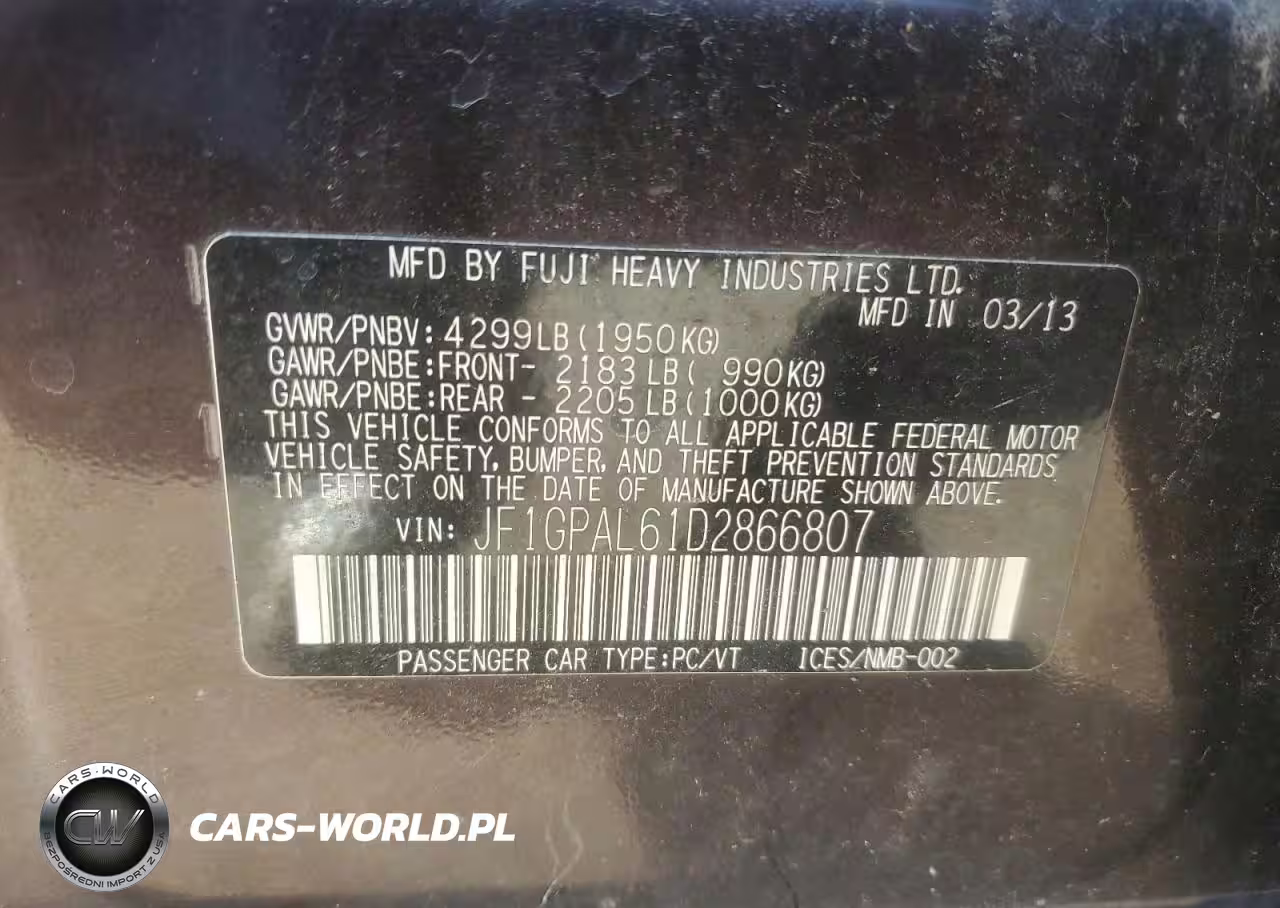 MFD BY FUJI HEAVY INDUSTRIES LTD.
MFD IN 03/13
GVWR/PNBV: 4299LB(1950KG)
GAWR/PNBE:FRONT- 2183 LB( 990KG)
GAWR/PNBE:REAR - 2205 LB(1000KG)
THIS VEHICLE CONFORMS TO ALL APPLICABLE FEDERAL MOTOR
VEHICLE SAFETY, BUMPER, AND THEFT PREVENTION STANDARDS
IN EFFECT ON THE DATE OF MANUFACTURE SHOWN ABOVE.
VIN: JF1GPAL61D2866807
PASSENGER CAR TYPE:PC/VT ICES/NMB-002
CARS-WORLD
CW
BEZPOŚREDNI IMPORT Z USA
CARS-WORLD.PL